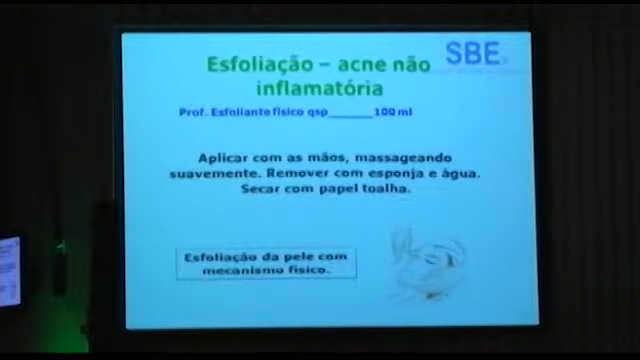 Esfoliação – acne não
inflamatória
SBE
Prof. Esfoliante físico qsp______100 ml
Aplicar com as mãos, massageando
suavemente. Remover com esponja e água.
Secar com papel toalha.
Esfoliação da pele com
mecanismo físico.